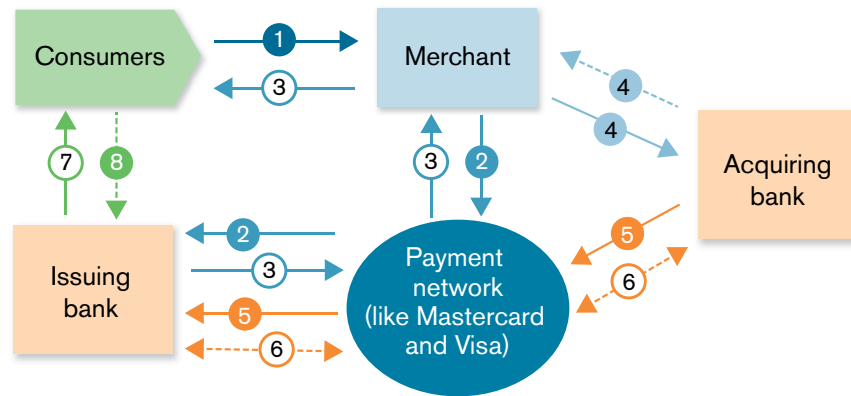 Consumers
1
Merchant
3
4
4
7
8
3
2
Acquiring
bank
2
5
Issuing
bank
3
Payment
network
(like Mastercard
and Visa)
6
5
6